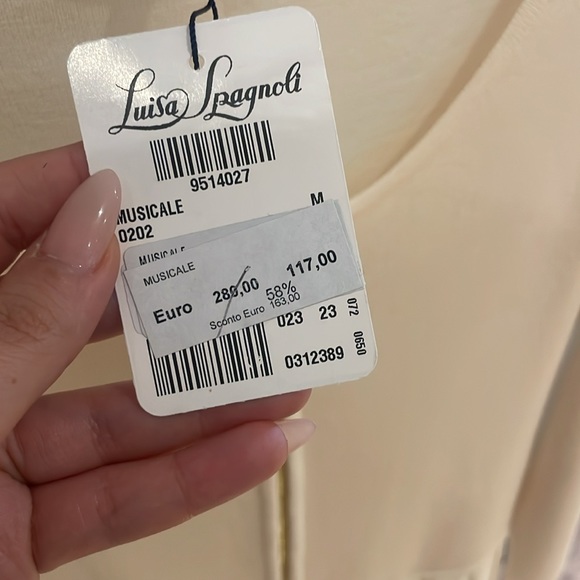 Luisa Spagnoli
9514027
MUSICALE M
0202
MUSICALE
MUSICALE
Euro 280,00 117,00
58%
Sconto Euro 163,00
023 23
072
0650
0312389